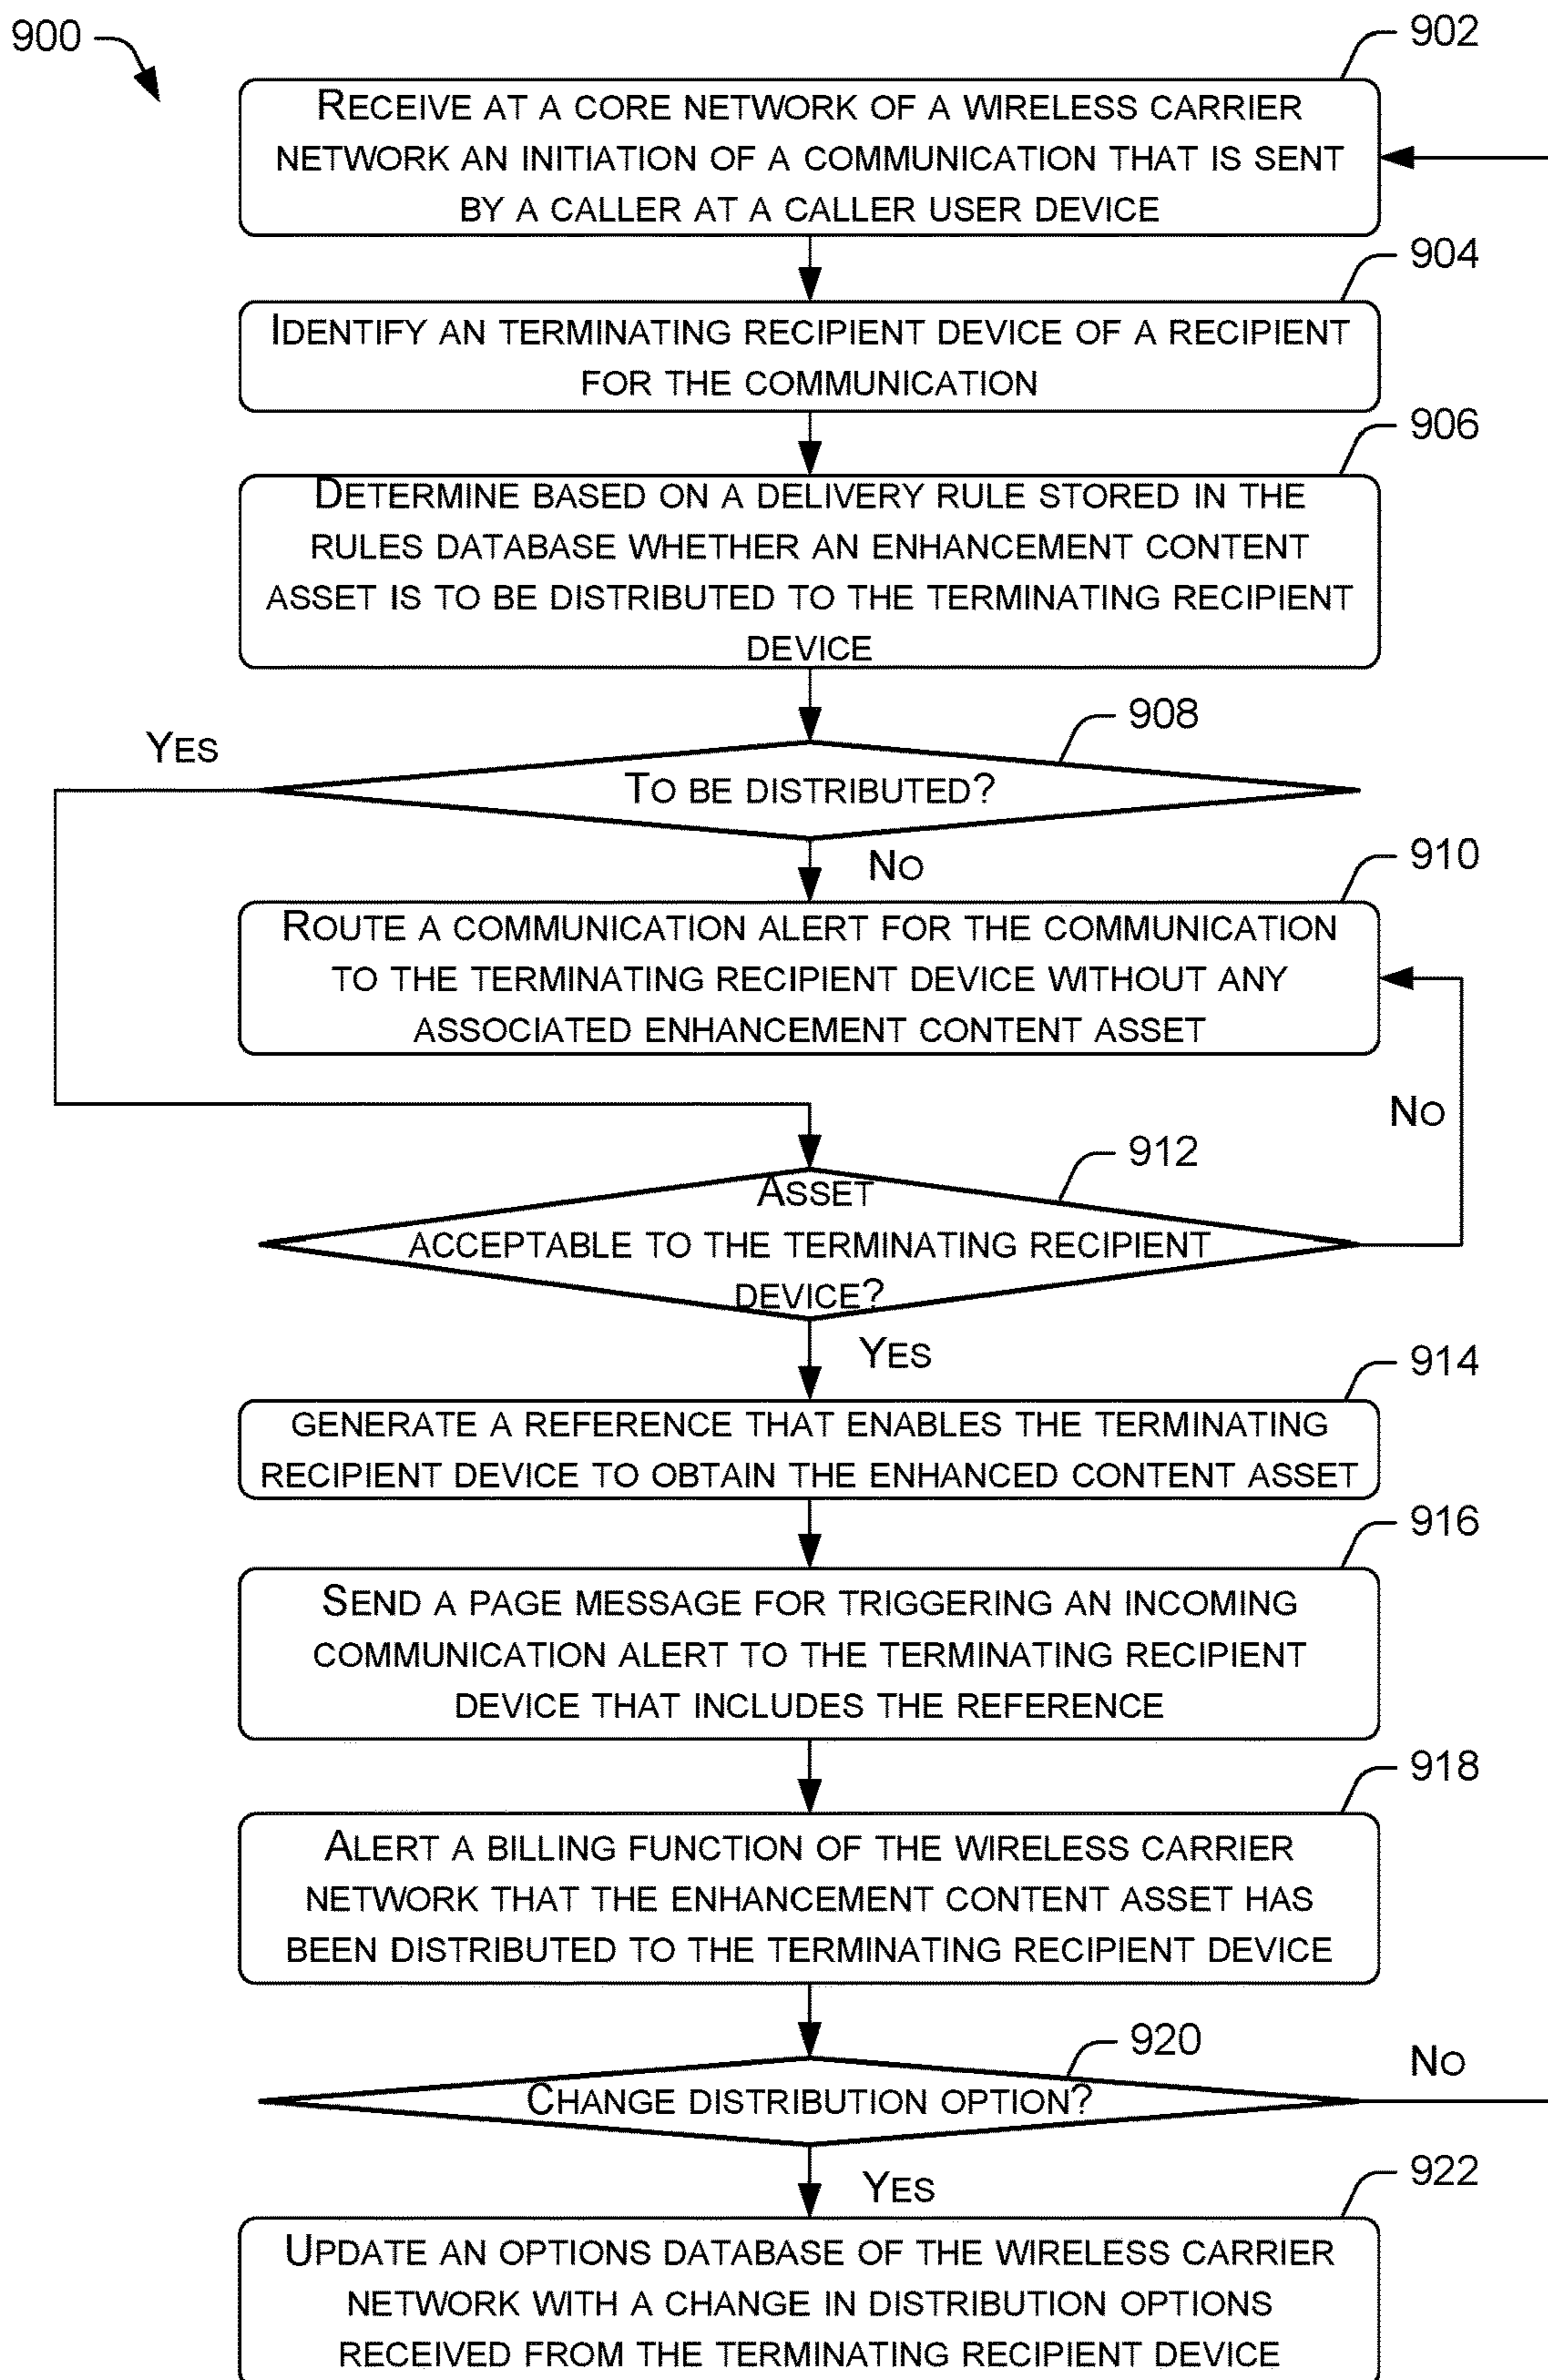 900
902
RECEIVE AT A CORE NETWORK OF A WIRELESS CARRIER
NETWORK AN INITIATION OF A COMMUNICATION THAT IS SENT
BY A CALLER AT A CALLER USER DEVICE
904
IDENTIFY AN TERMINATING RECIPIENT DEVICE OF A RECIPIENT
FOR THE COMMUNICATION
906
DETERMINE BASED ON A DELIVERY RULE STORED IN THE
RULES DATABASE WHETHER AN ENHANCEMENT CONTENT
ASSET IS TO BE DISTRIBUTED TO THE TERMINATING RECIPIENT
DEVICE
908
YES
TO BE DISTRIBUTED?
NO
910
ROUTE A COMMUNICATION ALERT FOR THE COMMUNICATION
TO THE TERMINATING RECIPIENT DEVICE WITHOUT ANY
ASSOCIATED ENHANCEMENT CONTENT ASSET
NO
912
ASSET
ACCEPTABLE TO THE TERMINATING RECIPIENT
DEVICE?
YES
914
GENERATE A REFERENCE THAT ENABLES THE TERMINATING
RECIPIENT DEVICE TO OBTAIN THE ENHANCED CONTENT ASSET
916
SEND A PAGE MESSAGE FOR TRIGGERING AN INCOMING
COMMUNICATION ALERT TO THE TERMINATING RECIPIENT
DEVICE THAT INCLUDES THE REFERENCE
918
ALERT A BILLING FUNCTION OF THE WIRELESS CARRIER
NETWORK THAT THE ENHANCEMENT CONTENT ASSET HAS
BEEN DISTRIBUTED TO THE TERMINATING RECIPIENT DEVICE
920
NO
CHANGE DISTRIBUTION OPTION?
YES
922
UPDATE AN OPTIONS DATABASE OF THE WIRELESS CARRIER
NETWORK WITH A CHANGE IN DISTRIBUTION OPTIONS
RECEIVED FROM THE TERMINATING RECIPIENT DEVICE